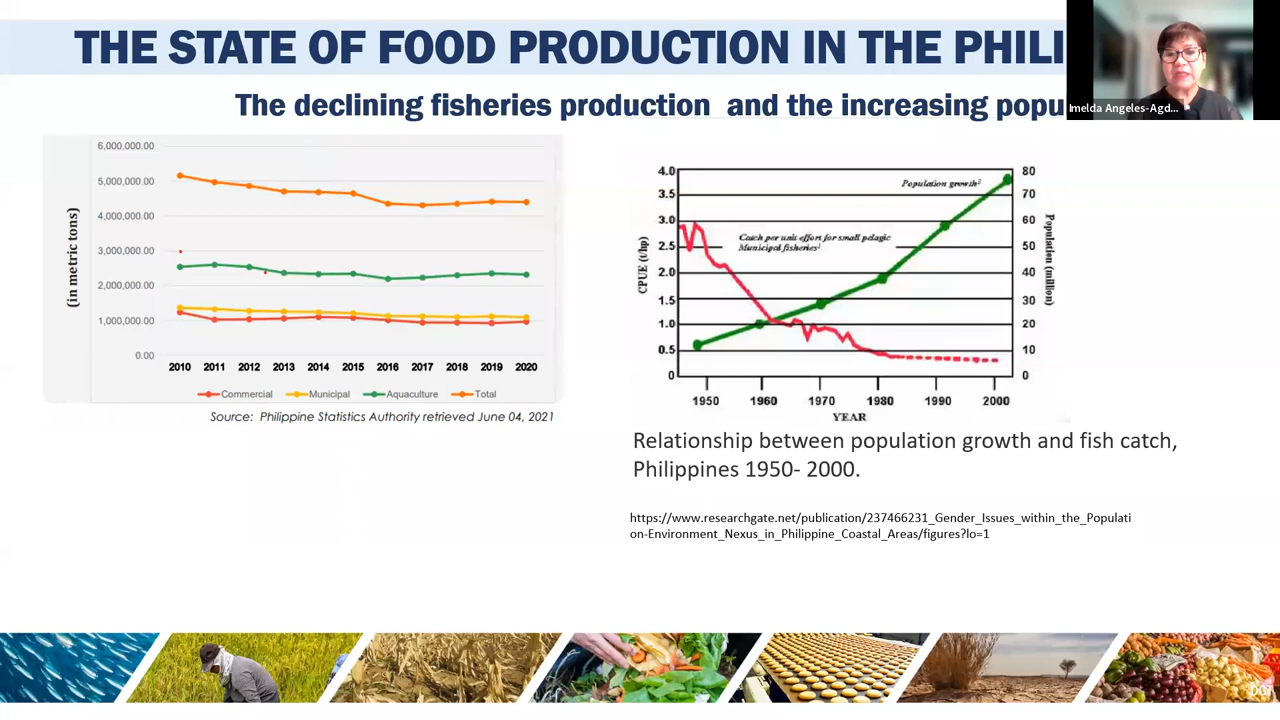 THE STATE OF FOOD PRODUCTION IN THE PHILI
Imelda Angeles-Agd...
The declining fisheries production and the increasing popu
6,000,000.00
5,000,000.00
4,000,000.00
3,000,000.00
2,000,000.00
1,000,000.00
0.00
(in metric tons)
2010 2011 2012 2013 2014 2015 2016 2017 2018 2019 2020
Commercial Municipal Aquaculture Total
Source: Philippine Statistics Authority retrieved June 04, 2021
4.0
3.5
3.0
2.5
2.0
1.5
1.0
0.5
0
CPUE (t/hp)
Population growth²
Catch per unit effort for small pelagic
Municipal fisheries¹
80
70
60
50
40
30
20
10
0
Population (million)
1950 1960 1970 1980 1990 2000
YEAR
Relationship between population growth and fish catch,
Philippines 1950- 2000.
https://www.researchgate.net/publication/237466231_Gender_Issues_within_the_Populati
on-Environment_Nexus_in_Philippine_Coastal_Areas/figures?lo=1